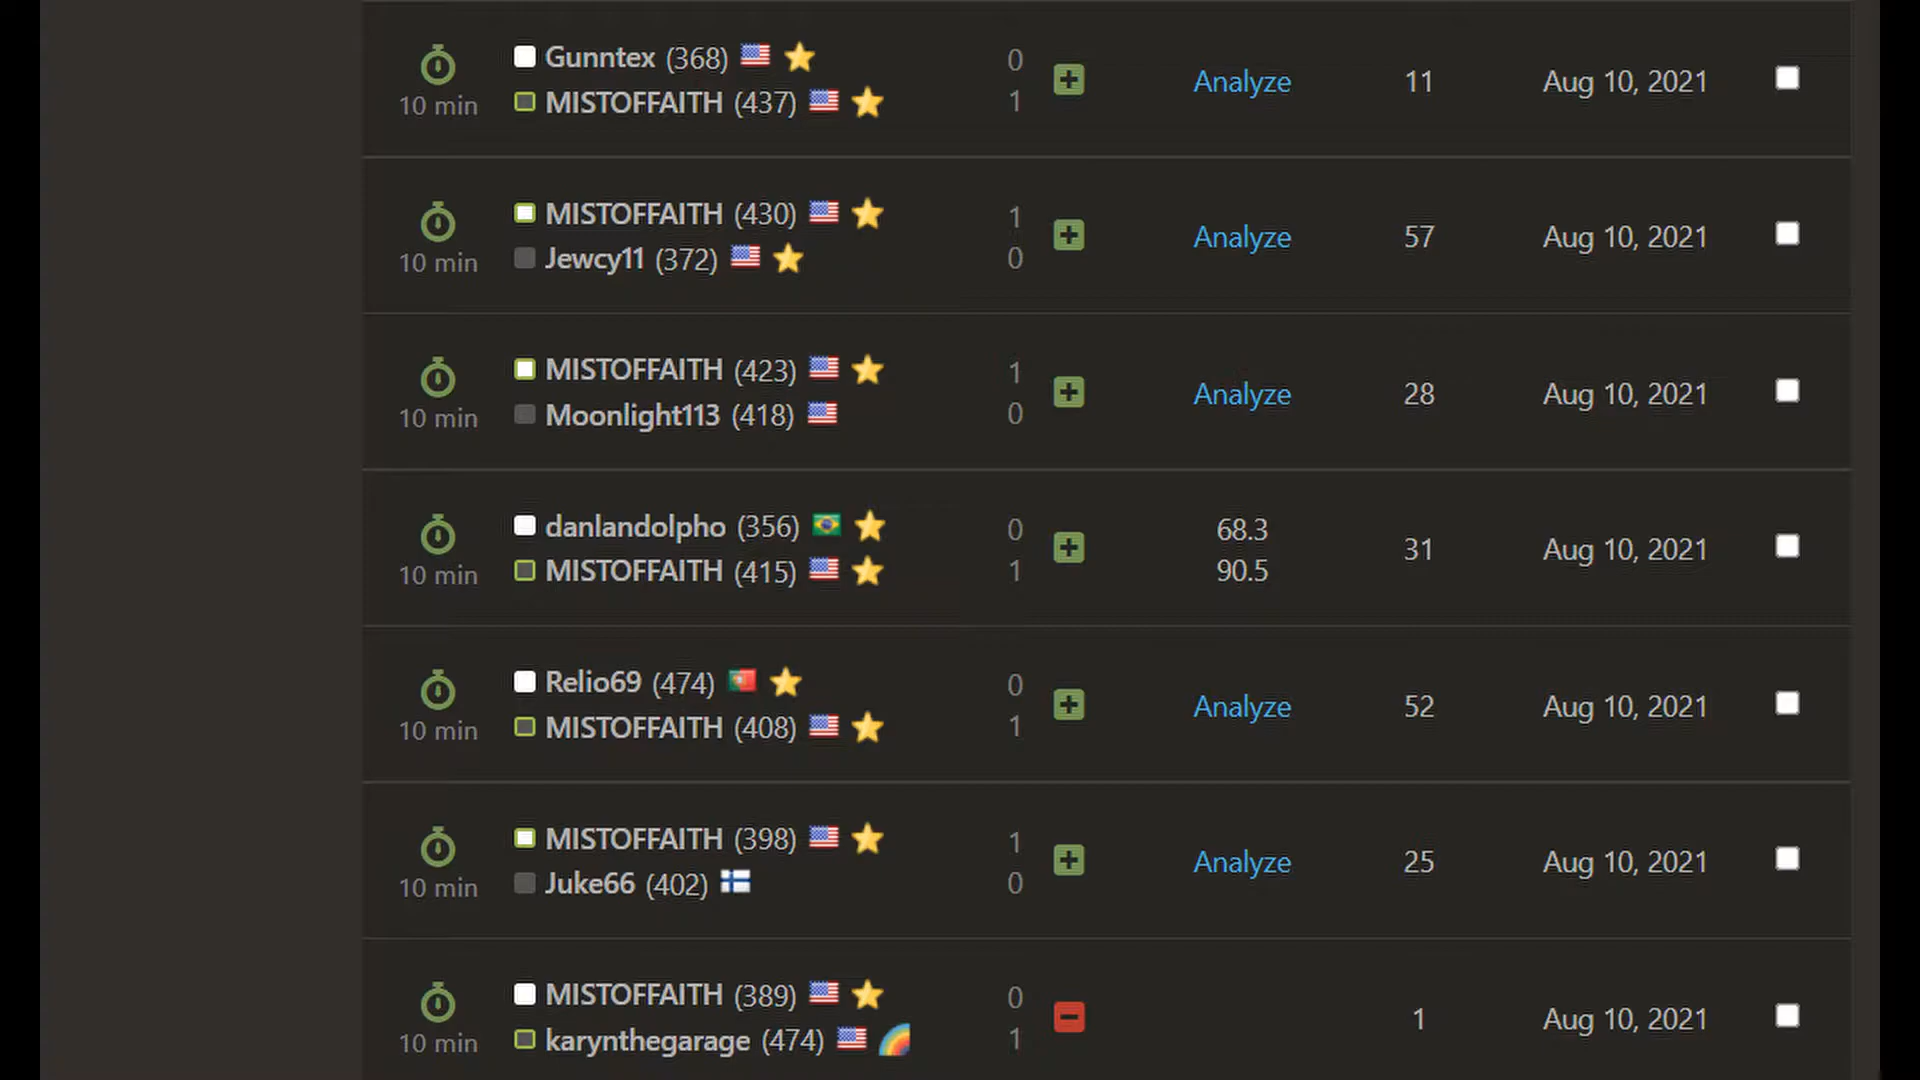 Gunntex (368) 0
10 min MISTOFFAITH (437) 1 Analyze 11 Aug 10, 2021
MISTOFFAITH (430) 1
10 min Jewcy11 (372) 0 Analyze 57 Aug 10, 2021
MISTOFFAITH (423) 1
10 min Moonlight113 (418) 0 Analyze 28 Aug 10, 2021
danlandolpho (356) 0 68.3
10 min MISTOFFAITH (415) 1 90.5 31 Aug 10, 2021
Relio69 (474) 0
10 min MISTOFFAITH (408) 1 Analyze 52 Aug 10, 2021
MISTOFFAITH (398) 1
10 min Juke66 (402) 0 Analyze 25 Aug 10, 2021
MISTOFFAITH (389) 0
10 min karynthegarage (474) 1 1 Aug 10, 2021